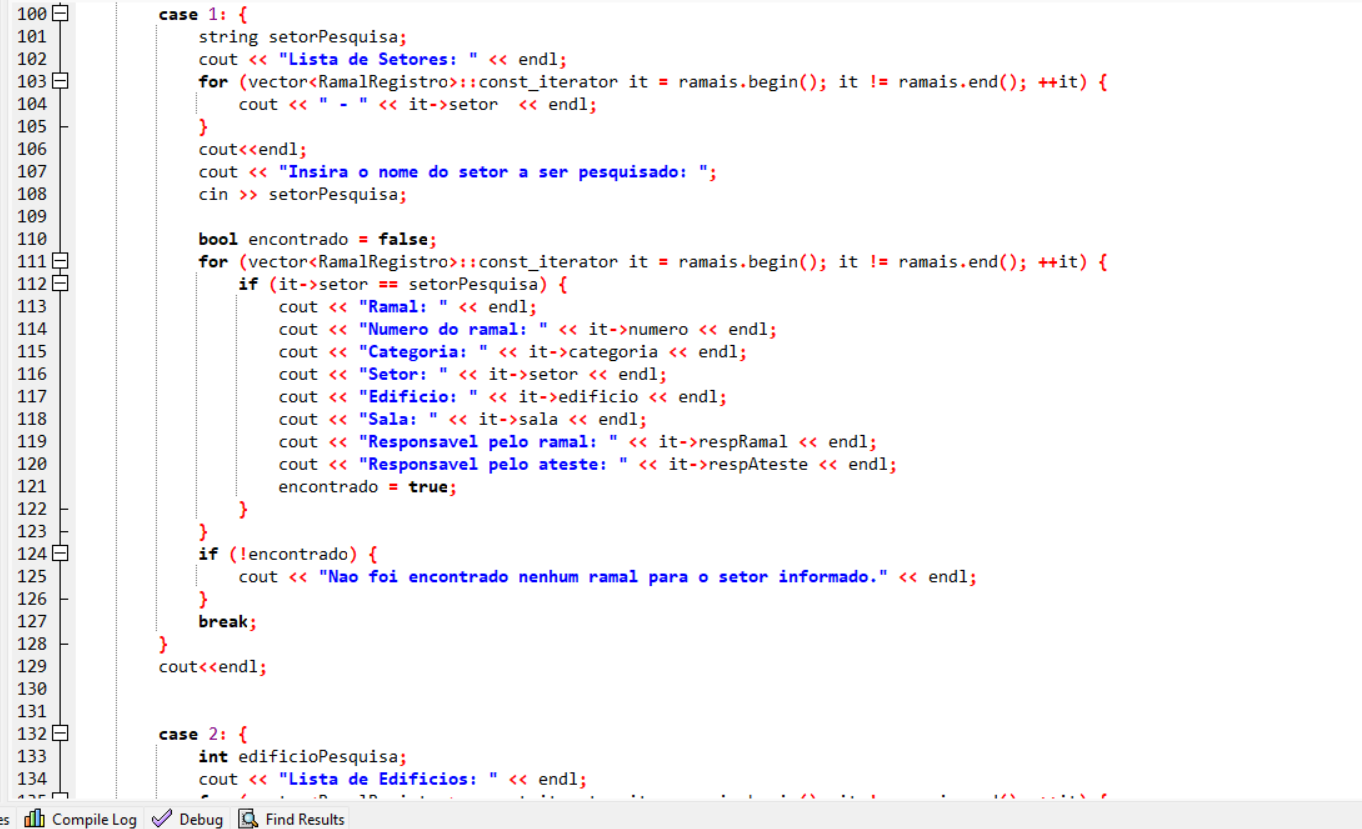 100 case 1: {
101 string setorPesquisa;
102 cout << "Lista de Setores: " << endl;
103 for (vector<RamalRegistro>::const_iterator it = ramais.begin(); it != ramais.end(); ++it) {
104 cout << " - " << it->setor  << endl;
105 }
106 cout<<endl;
107 cout << "Insira o nome do setor a ser pesquisado: ";
108 cin >> setorPesquisa;
109
110 bool encontrado = false;
111 for (vector<RamalRegistro>::const_iterator it = ramais.begin(); it != ramais.end(); ++it) {
112 if (it->setor == setorPesquisa) {
113 cout << "Ramal: " << endl;
114 cout << "Numero do ramal: " << it->numero << endl;
115 cout << "Categoria: " << it->categoria << endl;
116 cout << "Setor: " << it->setor << endl;
117 cout << "Edificio: " << it->edificio << endl;
118 cout << "Sala: " << it->sala << endl;
119 cout << "Responsavel pelo ramal: " << it->respRamal << endl;
120 cout << "Responsavel pelo ateste: " << it->respAteste << endl;
121 encontrado = true;
122 }
123 }
124 if (!encontrado) {
125 cout << "Nao foi encontrado nenhum ramal para o setor informado." << endl;
126 }
127 break;
128 }
129 cout<<endl;
130
131
132 case 2: {
133 int edificioPesquisa;
134 cout << "Lista de Edificios: " << endl;
es Compile Log Debug Find Results